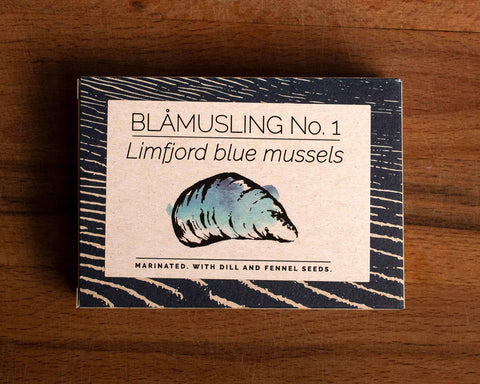 BLÅMUSLING No. 1
Limfjord blue mussels
MARINATED. WITH DILL AND FENNEL SEEDS.